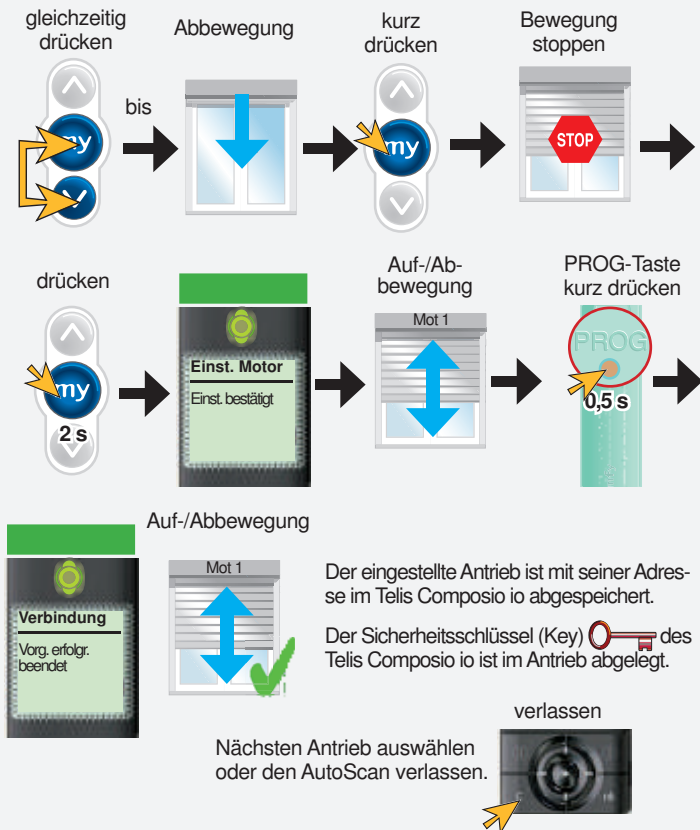 gleichzeitig
drücken
bis
Abbewegung
kurz
drücken
Bewegung
stoppen
my
my
STOP
drücken
my
2 s
Einst. Motor
Einst. bestätigt
Auf-/Ab-
bewegung
Mot 1
PROG-Taste
kurz drücken
PROG
0,5 s
Verbindung
Vorg. erfolgr.
beendet
Auf-/Abbewegung
Mot 1
Der eingestellte Antrieb ist mit seiner Adres-
se im Telis Composio io abgespeichert.
Der Sicherheitsschlüssel (Key) des
Telis Composio io ist im Antrieb abgelegt.
verlassen
Nächsten Antrieb auswählen
oder den AutoScan verlassen.